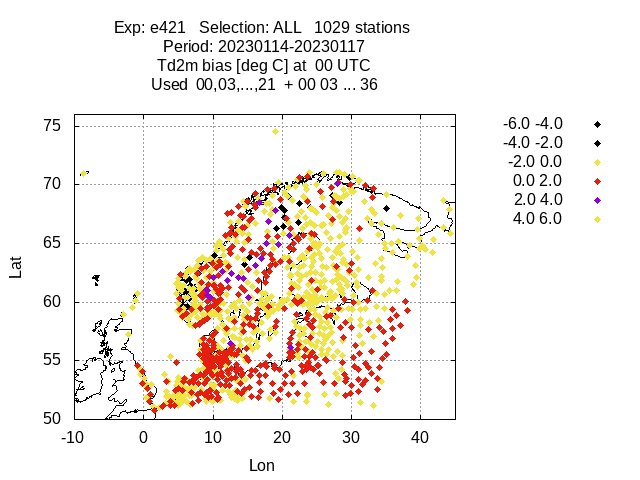 Exp: e421 Selection: ALL 1029 stations
Period: 20230114-20230117
Td2m bias [deg C] at 00 UTC
Used 00,03,...,21 + 00 03 ... 36
-6.0 -4.0
-4.0 -2.0
-2.0 0.0
0.0 2.0
2.0 4.0
4.0 6.0
75
70
65
60
55
50
Lat
-10 0 10 20 30 40
Lon